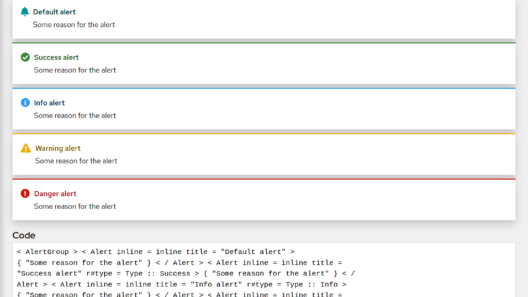 Default alert
Some reason for the alert
Success alert
Some reason for the alert
Info alert
Some reason for the alert
Warning alert
Some reason for the alert
Danger alert
Some reason for the alert
Code
< AlertGroup > < Alert inline = inline title = "Default alert" >
{ "Some reason for the alert" } < / Alert > < Alert inline = inline title =
"Success alert" r#type = Type :: Success > { "Some reason for the alert" } < /
Alert > < Alert inline = inline title = "Info alert" r#type = Type :: Info >
{ "Some reason for the alert" } < / Alert > < Alert inline = inline title =